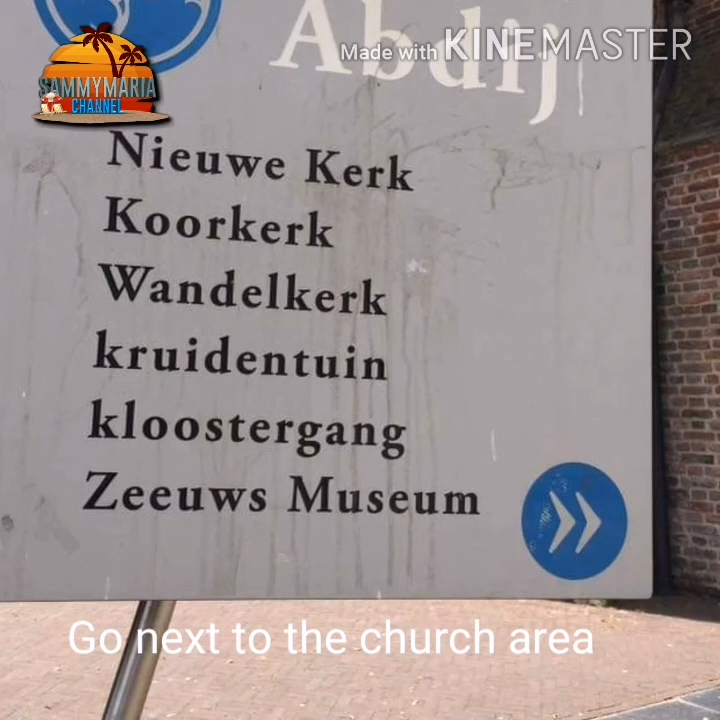 Abdij
Made with KINEMASTER
SAMMYMARIA
CHANNEL
Nieuwe Kerk
Koorkerk
Wandelkerk
kruidentuin
kloostergang
Zeeuws Museum
Go next to the church area